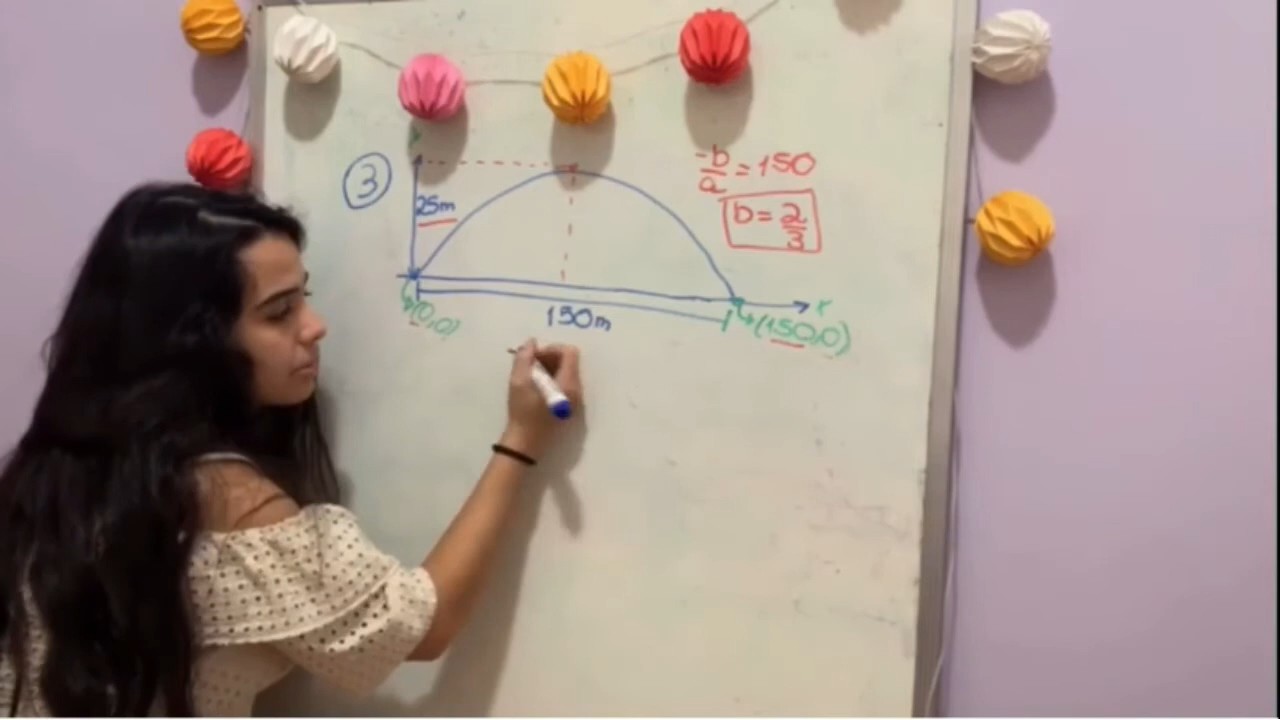 ③
y
25m
-b/a = 150
b = 2/3
x
(0,0)
150m
(150,0)